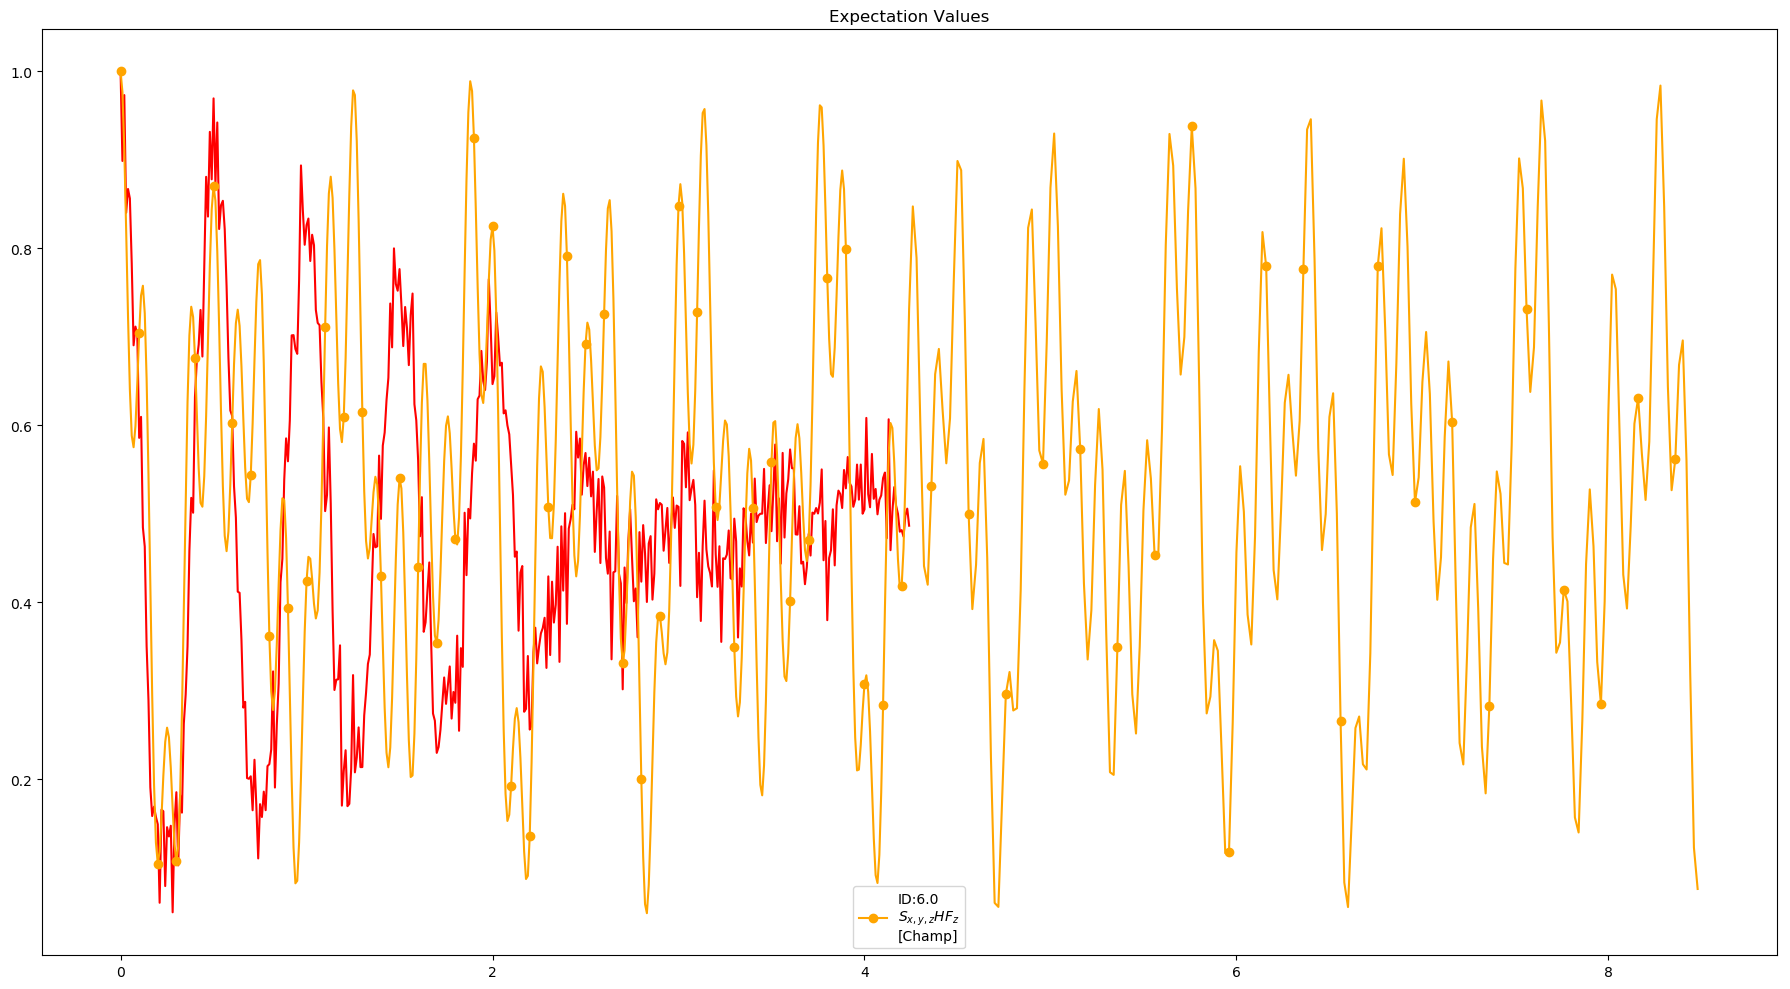 Expectation Values
1.0
0.8
0.6
0.4
0.2
0
2
4
6
8
ID:6.0
$S_{x,y,z}HF_z$
[Champ]